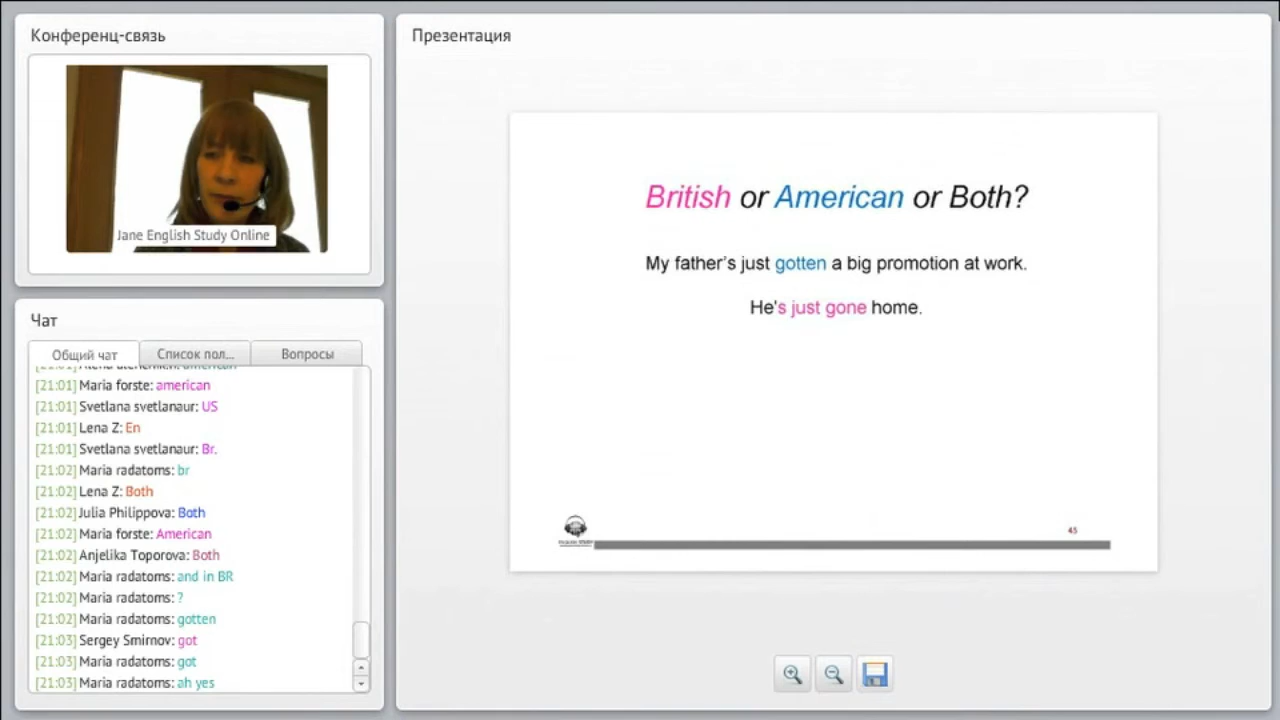 Конференц-связь
Jane English Study Online
Чат
Общий чат
Список пол...
Вопросы
[21:01] Maria forste: american
[21:01] Svetlana svetlanaur: US
[21:01] Lena Z: En
[21:01] Svetlana svetlanaur: Br.
[21:02] Maria radatoms: br
[21:02] Lena Z: Both
[21:02] Julia Philippova: Both
[21:02] Maria forste: American
[21:02] Anjelika Toporova: Both
[21:02] Maria radatoms: and in BR
[21:02] Maria radatoms: ?
[21:02] Maria radatoms: gotten
[21:03] Sergey Smirnov: got
[21:03] Maria radatoms: got
[21:03] Maria radatoms: ah yes
Презентация
British or American or Both?
My father's just gotten a big promotion at work.
He's just gone home.
45